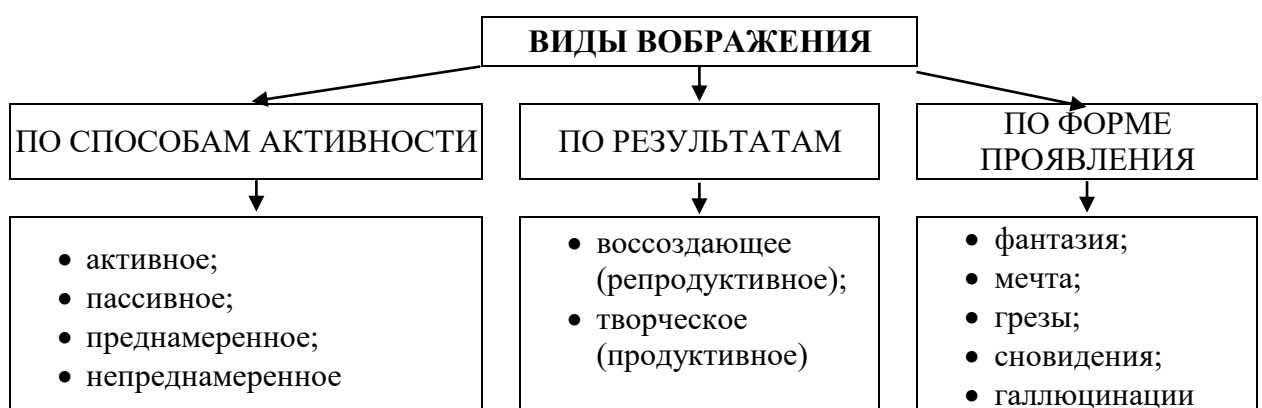 ВИДЫ ВОБРАЖЕНИЯ
ПО СПОСОБАМ АКТИВНОСТИ
ПО РЕЗУЛЬТАТАМ
ПО ФОРМЕ
ПРОЯВЛЕНИЯ
• активное;
• пассивное;
• преднамеренное;
• непреднамеренное
• воссоздающее
(репродуктивное);
• творческое
(продуктивное)
• фантазия;
• мечта;
• грезы;
• сновидения;
• галлюцинации